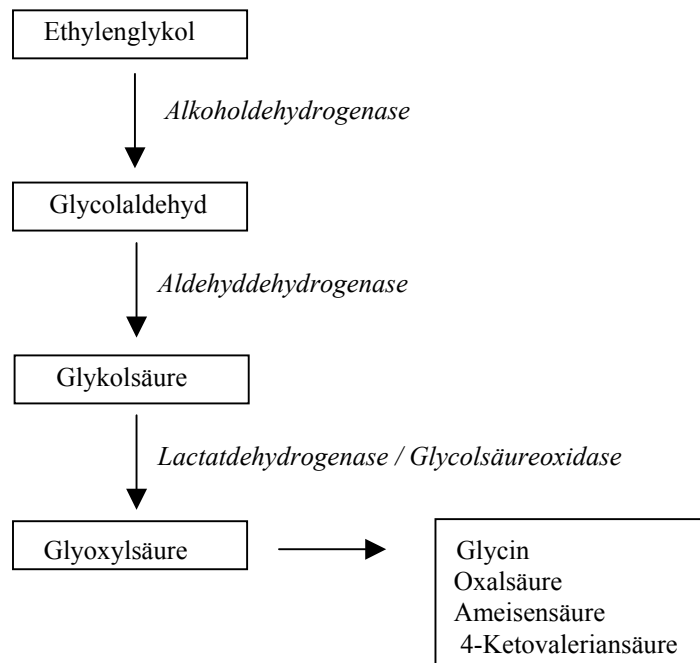 Ethylenglykol
Alkoholdehydrogenase
Glycolaldehyd
Aldehyddehydrogenase
Glykolsäure
Lactatdehydrogenase / Glycolsäureoxidase
Glyoxylsäure
Glycin
Oxalsäure
Ameisensäure
4-Ketovaleriansäure